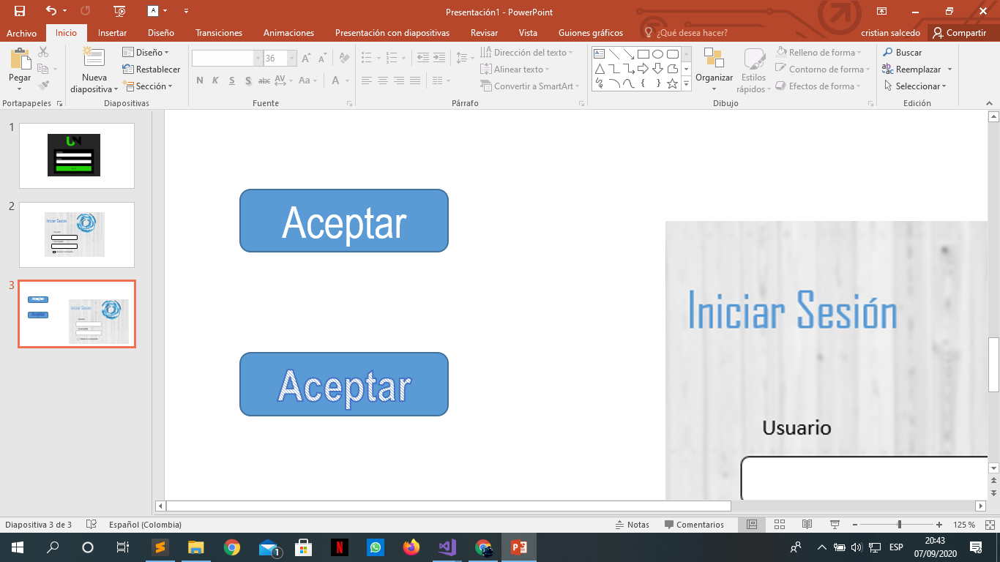 Presentación1 - PowerPoint
Archivo Inicio Insertar Diseño Transiciones Animaciones Presentación con diapositivas Revisar Vista Guiones gráficos ¿Qué desea hacer? cristian salcedo Compartir
Pegar
Nueva
diapositiva
Diseño
Restablecer
Sección
36
N K S S abc AV Aa A
Dirección del texto
Alinear texto
Convertir a SmartArt
Organizar
Estilos
rápidos
Relleno de forma
Contorno de forma
Efectos de forma
Buscar
Reemplazar
Seleccionar
Portapapeles Diapositivas Fuente Párrafo Dibujo Edición
1
UN
2
Iniciar Sesión
3
Aceptar
Aceptar
Iniciar Sesión
Aceptar
Aceptar
Iniciar Sesión
Usuario
Diapositiva 3 de 3 Español (Colombia) Notas Comentarios 125 %
1
ESP
20:43
07/09/2020